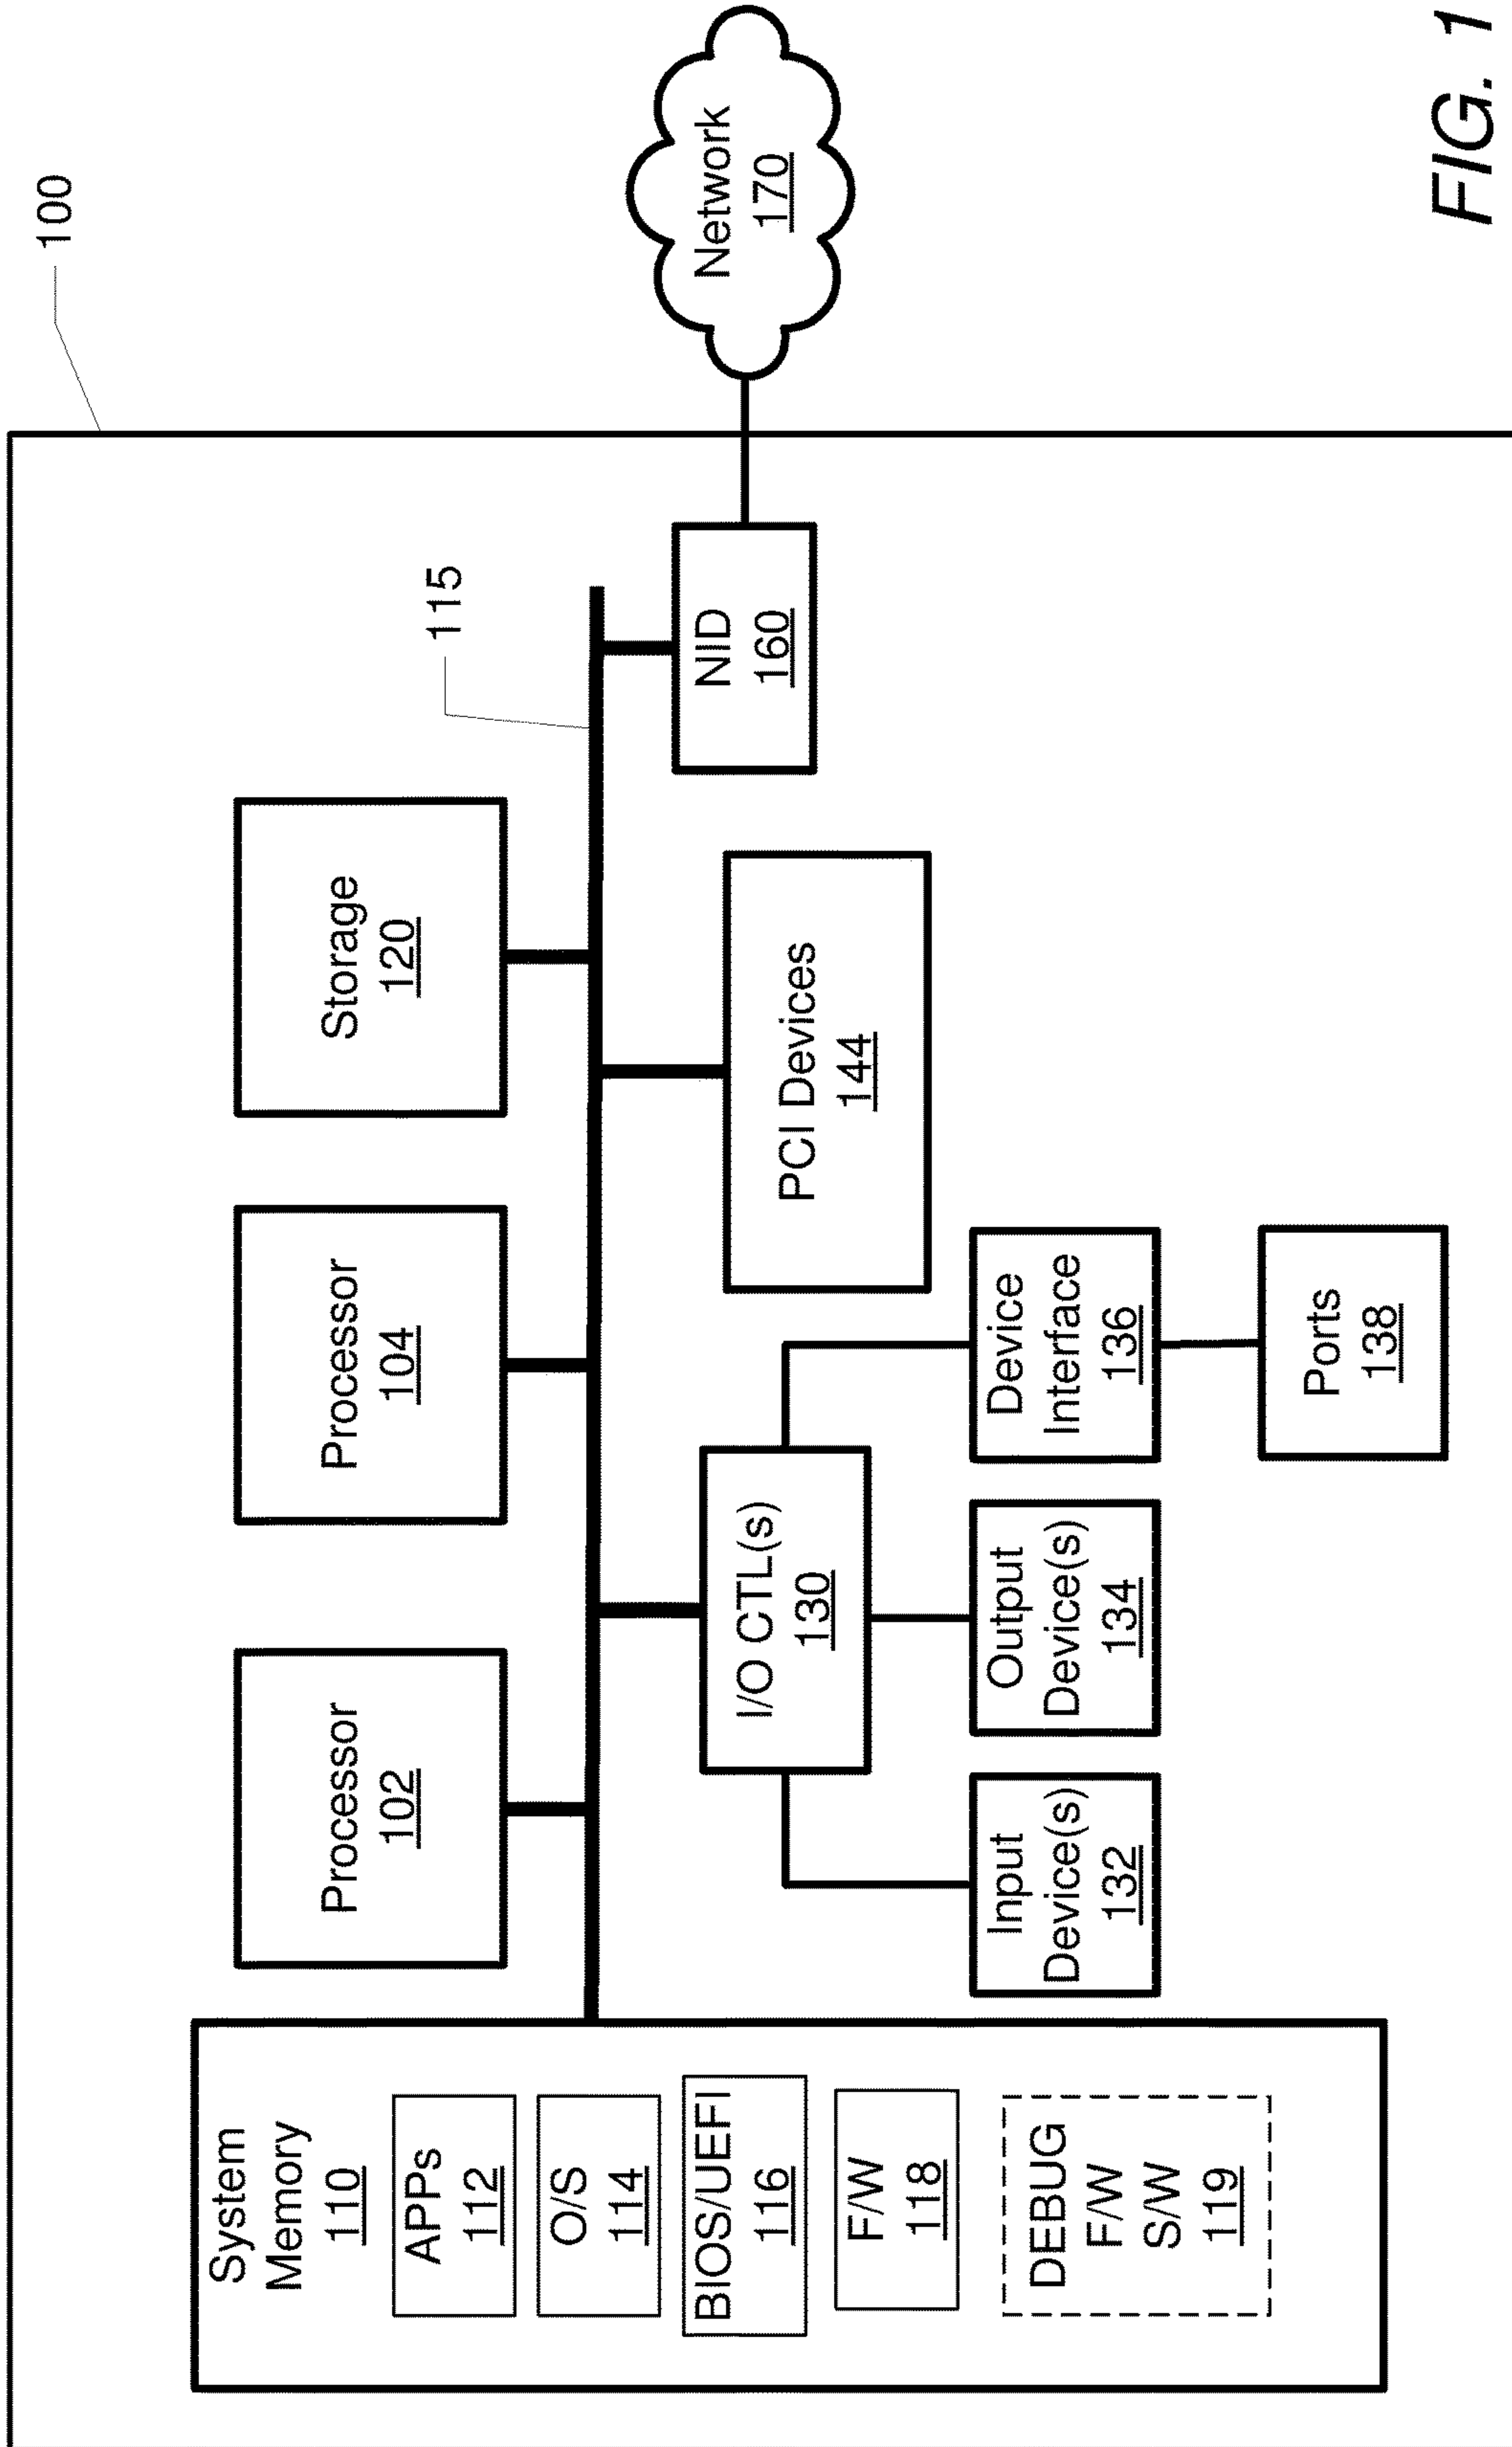 100
System
Memory
110
APPs
112
O/S
114
BIOS/UEFI
116
F/W
118
DEBUG
F/W
S/W
119
Processor
102
Processor
104
Storage
120
115
I/O CTL(s)
130
PCI Devices
144
NID
160
Network
170
Input
Device(s)
132
Output
Device(s)
134
Device
Interface
136
Ports
138
FIG. 1